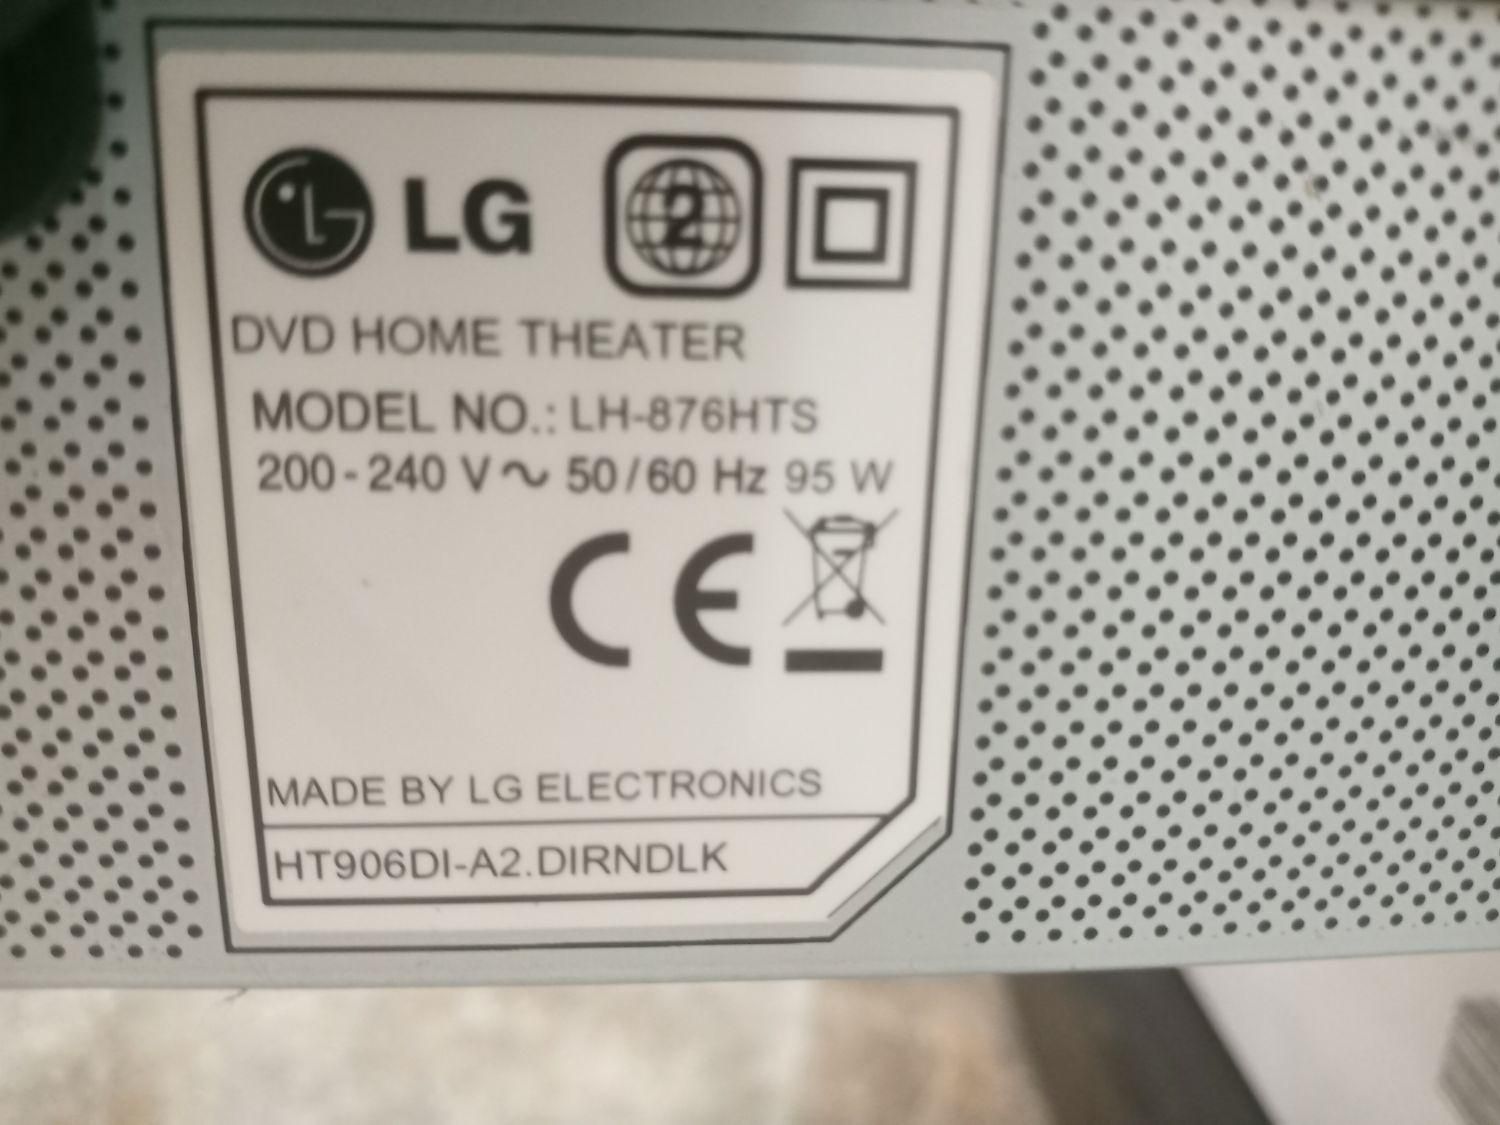 LG 2
DVD HOME THEATER
MODEL NO.: LH-876HTS
200-240 V~ 50/60 Hz 95 W
CE
MADE BY LG ELECTRONICS
HT906DI-A2.DIRNDLK